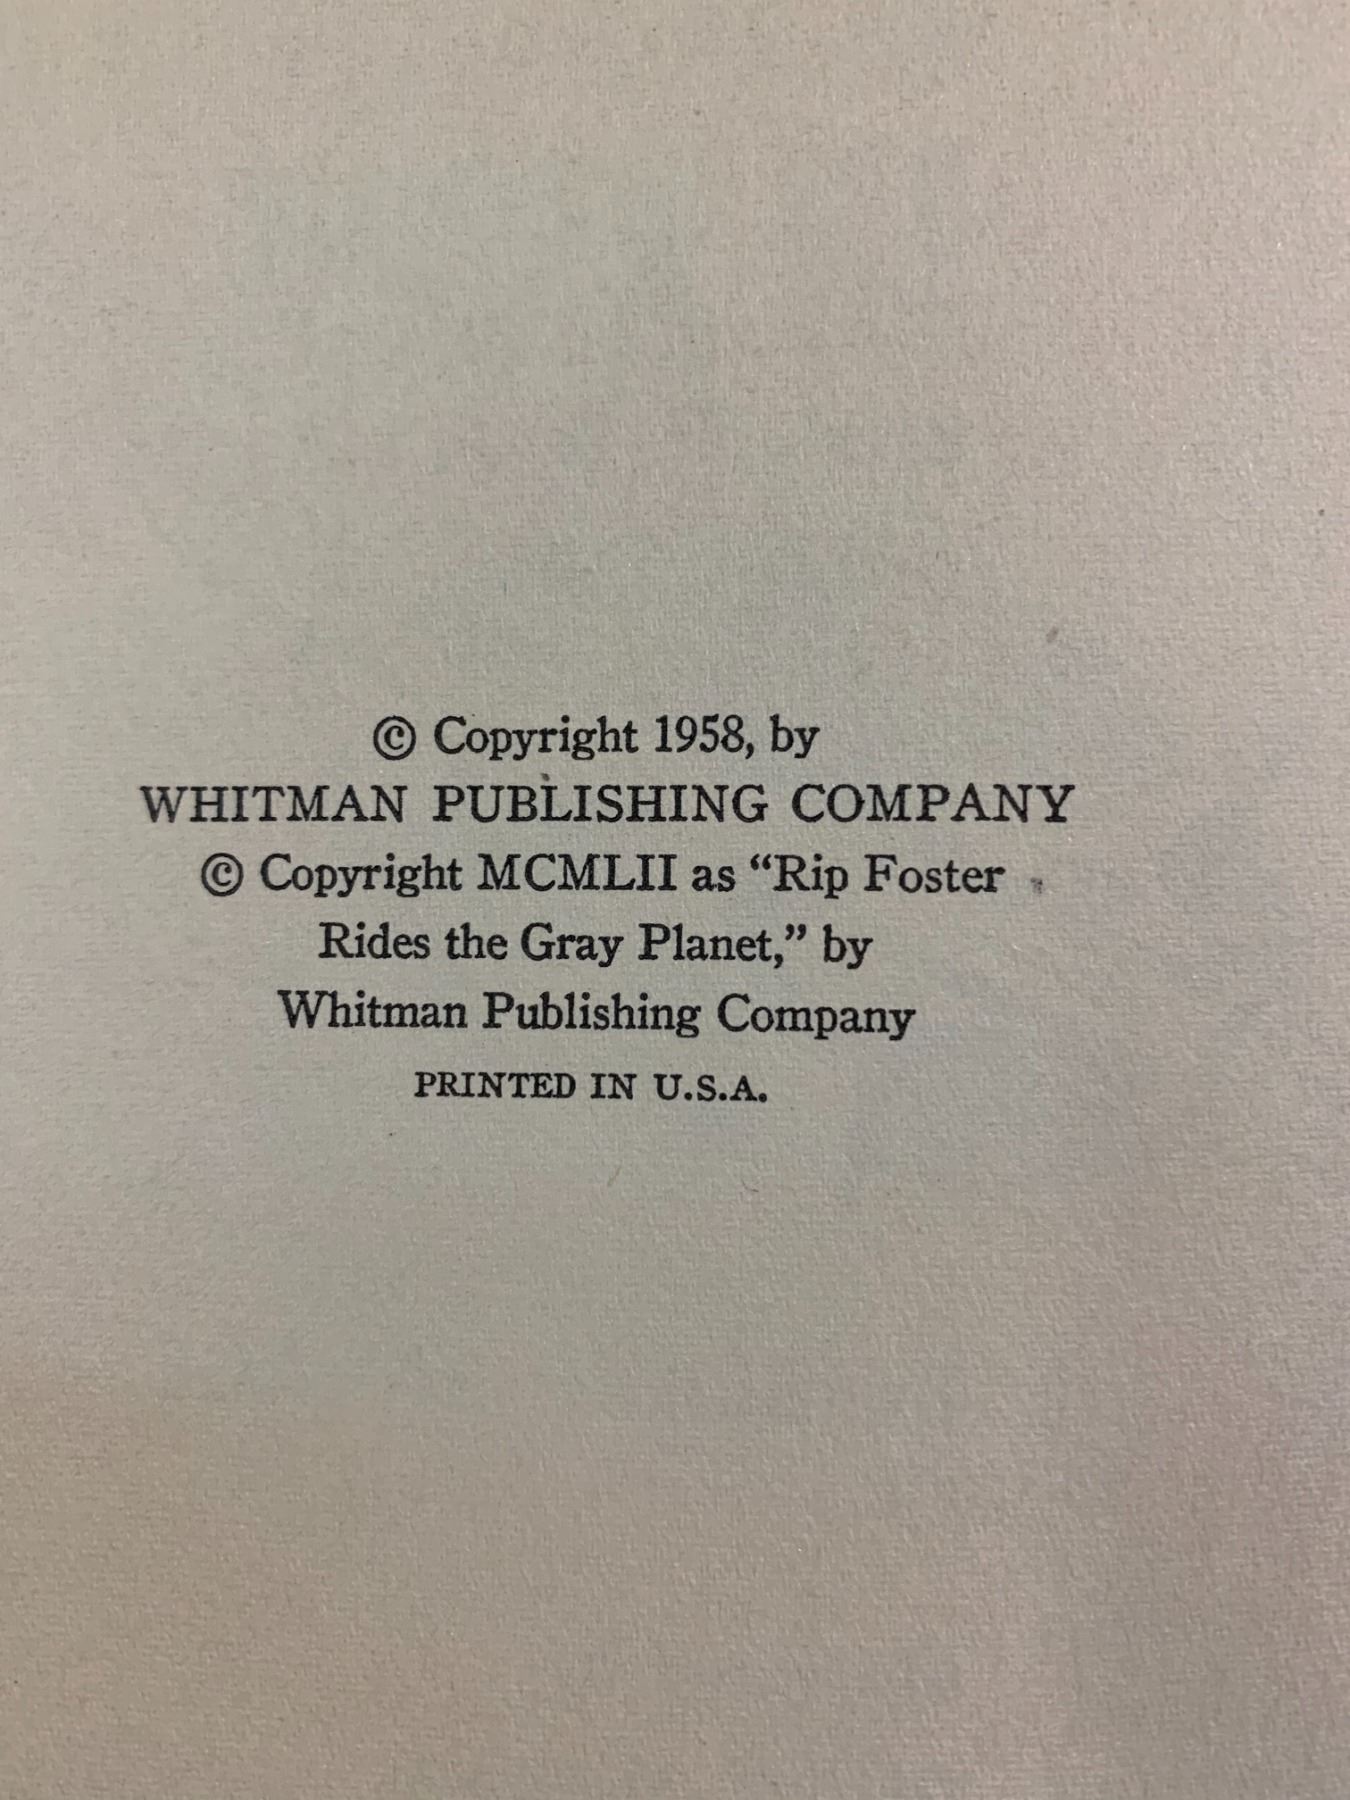 © Copyright 1958, by
WHITMAN PUBLISHING COMPANY
© Copyright MCMLII as “Rip Foster
Rides the Gray Planet,” by
Whitman Publishing Company
PRINTED IN U.S.A.